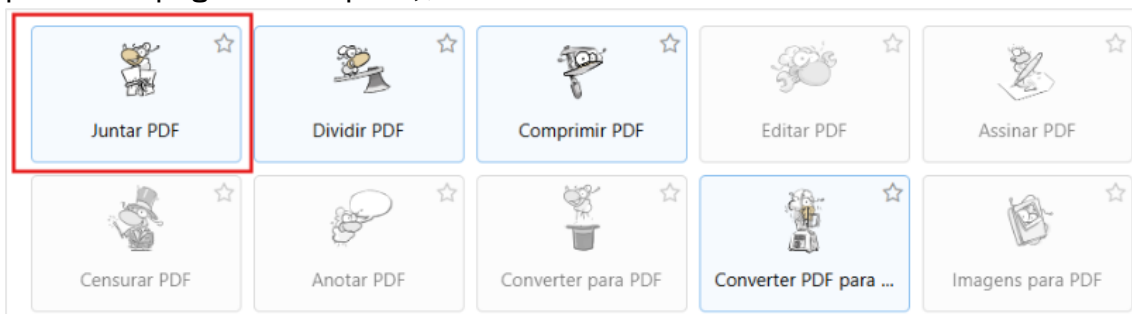 Juntar PDF
Dividir PDF
Comprimir PDF
Editar PDF
Assinar PDF
Censurar PDF
Anotar PDF
Converter para PDF
Converter PDF para ...
Imagens para PDF